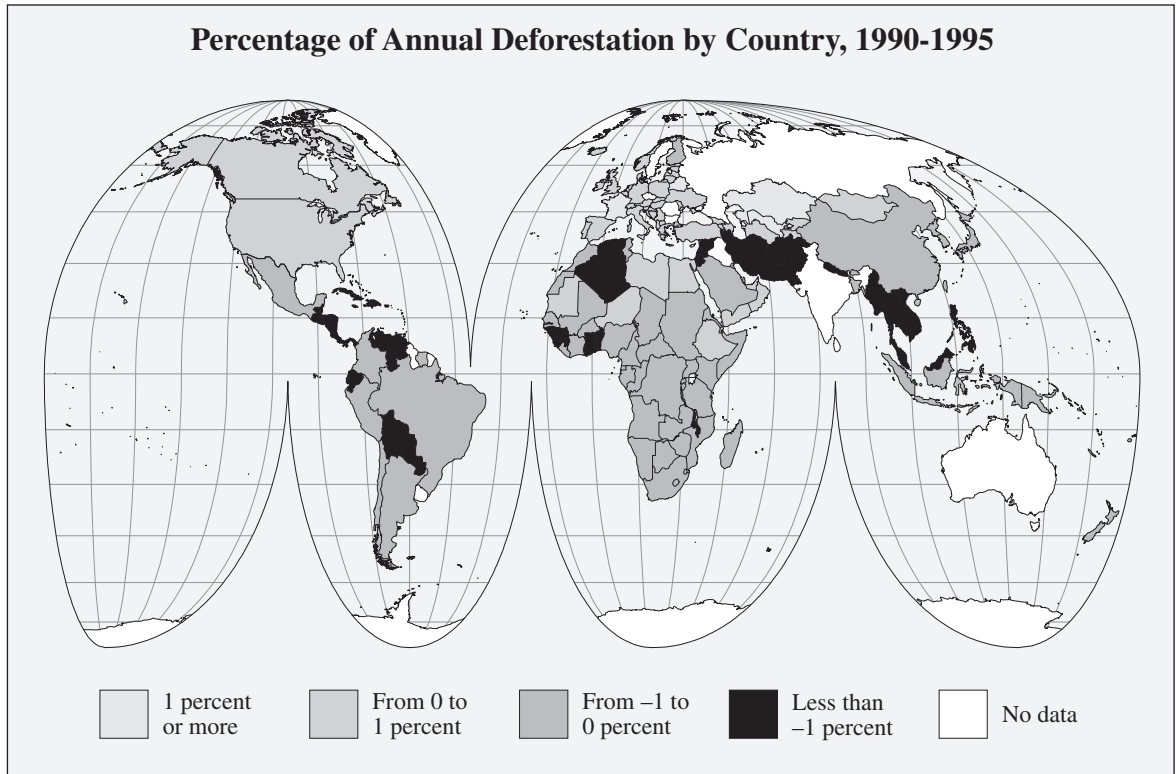 Percentage of Annual Deforestation by Country, 1990-1995
1 percent
or more
From 0 to
1 percent
From –1 to
0 percent
Less than
–1 percent
No data